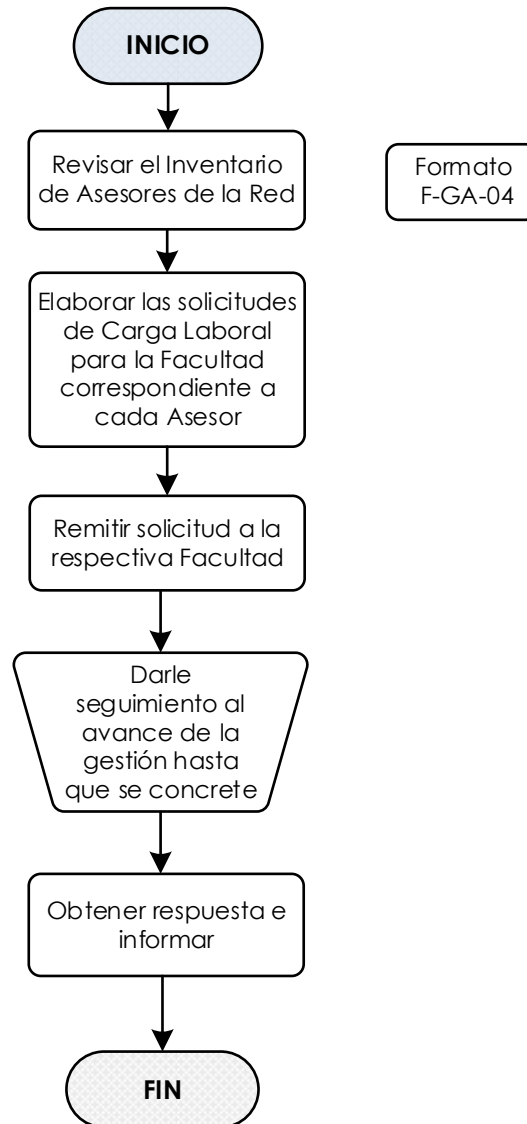 INICIO
Revisar el Inventario
de Asesores de la Red
Formato
F-GA-04
Elaborar las solicitudes
de Carga Laboral
para la Facultad
correspondiente a
cada Asesor
Remitir solicitud a la
respectiva Facultad
Darle
seguimiento al
avance de la
gestión hasta
que se concrete
Obtener respuesta e
informar
FIN